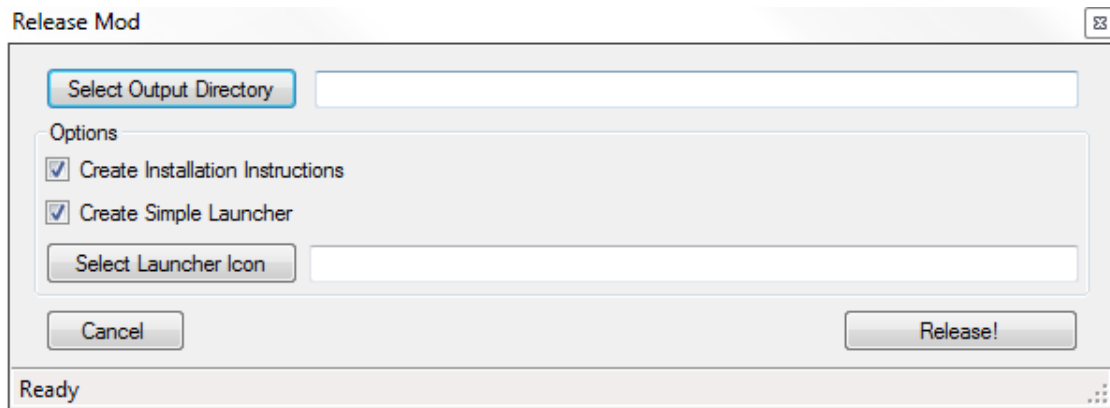 Release Mod
Select Output Directory
Options
Create Installation Instructions
Create Simple Launcher
Select Launcher Icon
Cancel
Release!
Ready